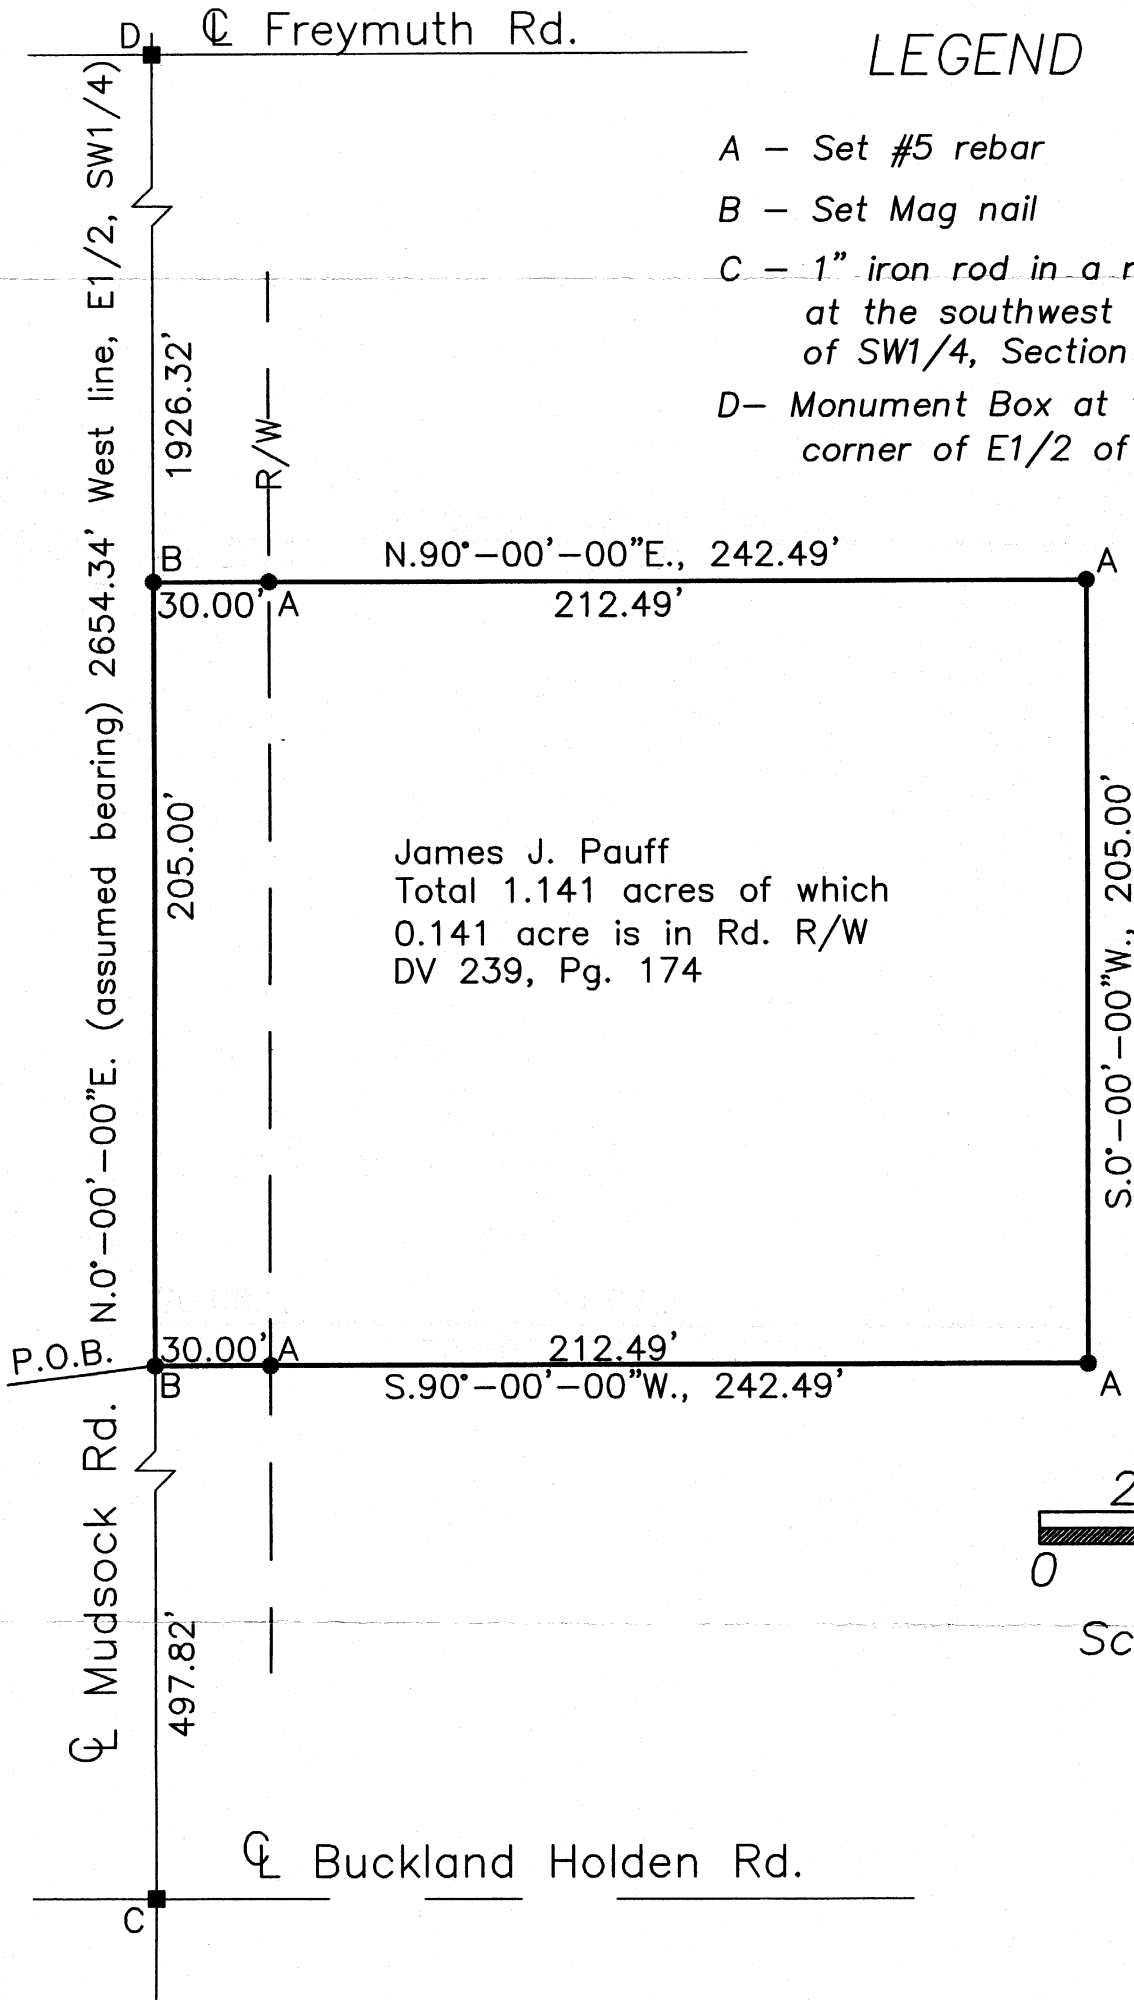 D
℄ Freymuth Rd.
LEGEND
A – Set #5 rebar
B – Set Mag nail
C – 1" iron rod in a
at the southwest
of SW1/4, Section
D– Monument Box at
corner of E1/2 of
N.0°–00'–00"E. (assumed bearing) 2654.34' West line, E1/2, SW1/4)
1926.32'
R/W
B
N.90°–00'–00"E., 242.49'
A
30.00'
A
212.49'
205.00'
James J. Pauff
Total 1.141 acres of which
0.141 acre is in Rd. R/W
DV 239, Pg. 174
S.0°–00'–00"W., 205.00'
P.O.B.
30.00'
A
212.49'
B
S.90°–00'–00"W., 242.49'
A
℄ Mudsock Rd.
497.82'
2
0
Sc
℄ Buckland Holden Rd.
C